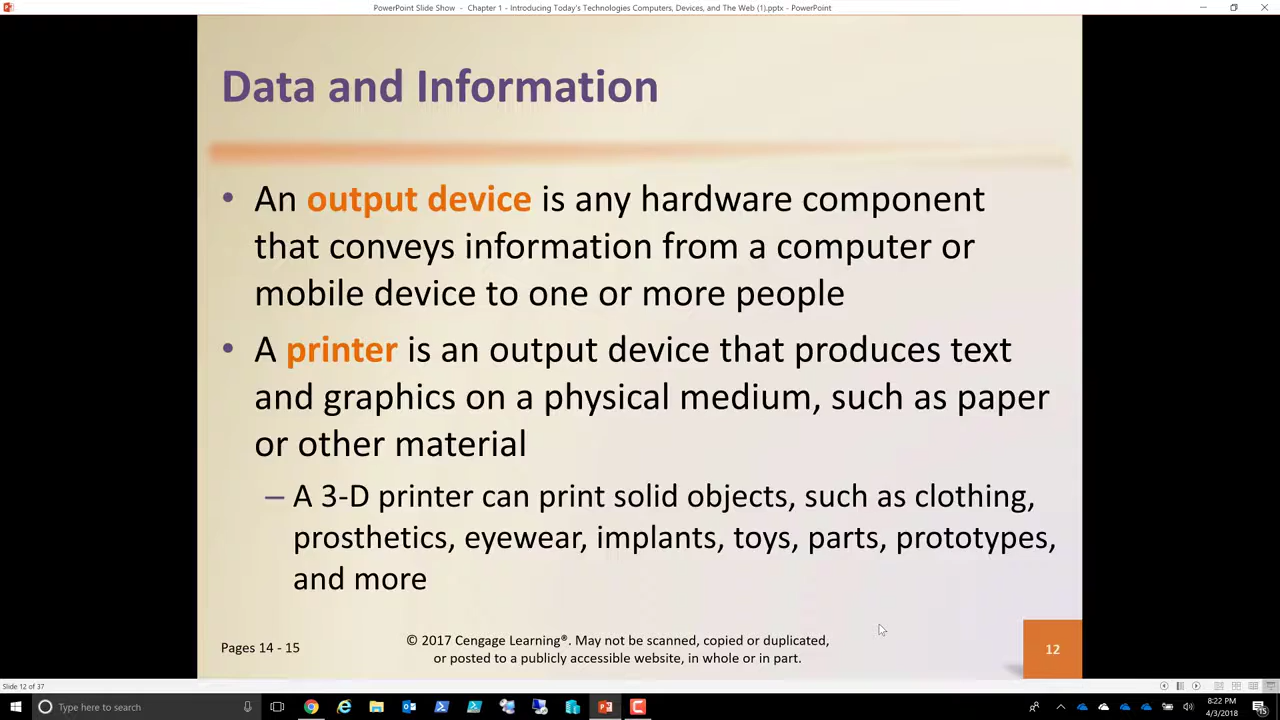 PowerPoint Slide Show - Chapter 1 - Introducing Today's Technologies Computers, Devices, and The Web (1).pptx - PowerPoint
Data and Information
• An output device is any hardware component
that conveys information from a computer or
mobile device to one or more people
• A printer is an output device that produces text
and graphics on a physical medium, such as paper
or other material
– A 3-D printer can print solid objects, such as clothing,
prosthetics, eyewear, implants, toys, parts, prototypes,
and more
Pages 14 - 15
© 2017 Cengage Learning®. May not be scanned, copied or duplicated,
or posted to a publicly accessible website, in whole or in part.
12
Slide 12 of 37
Type here to search
8:22 PM
4/3/2018